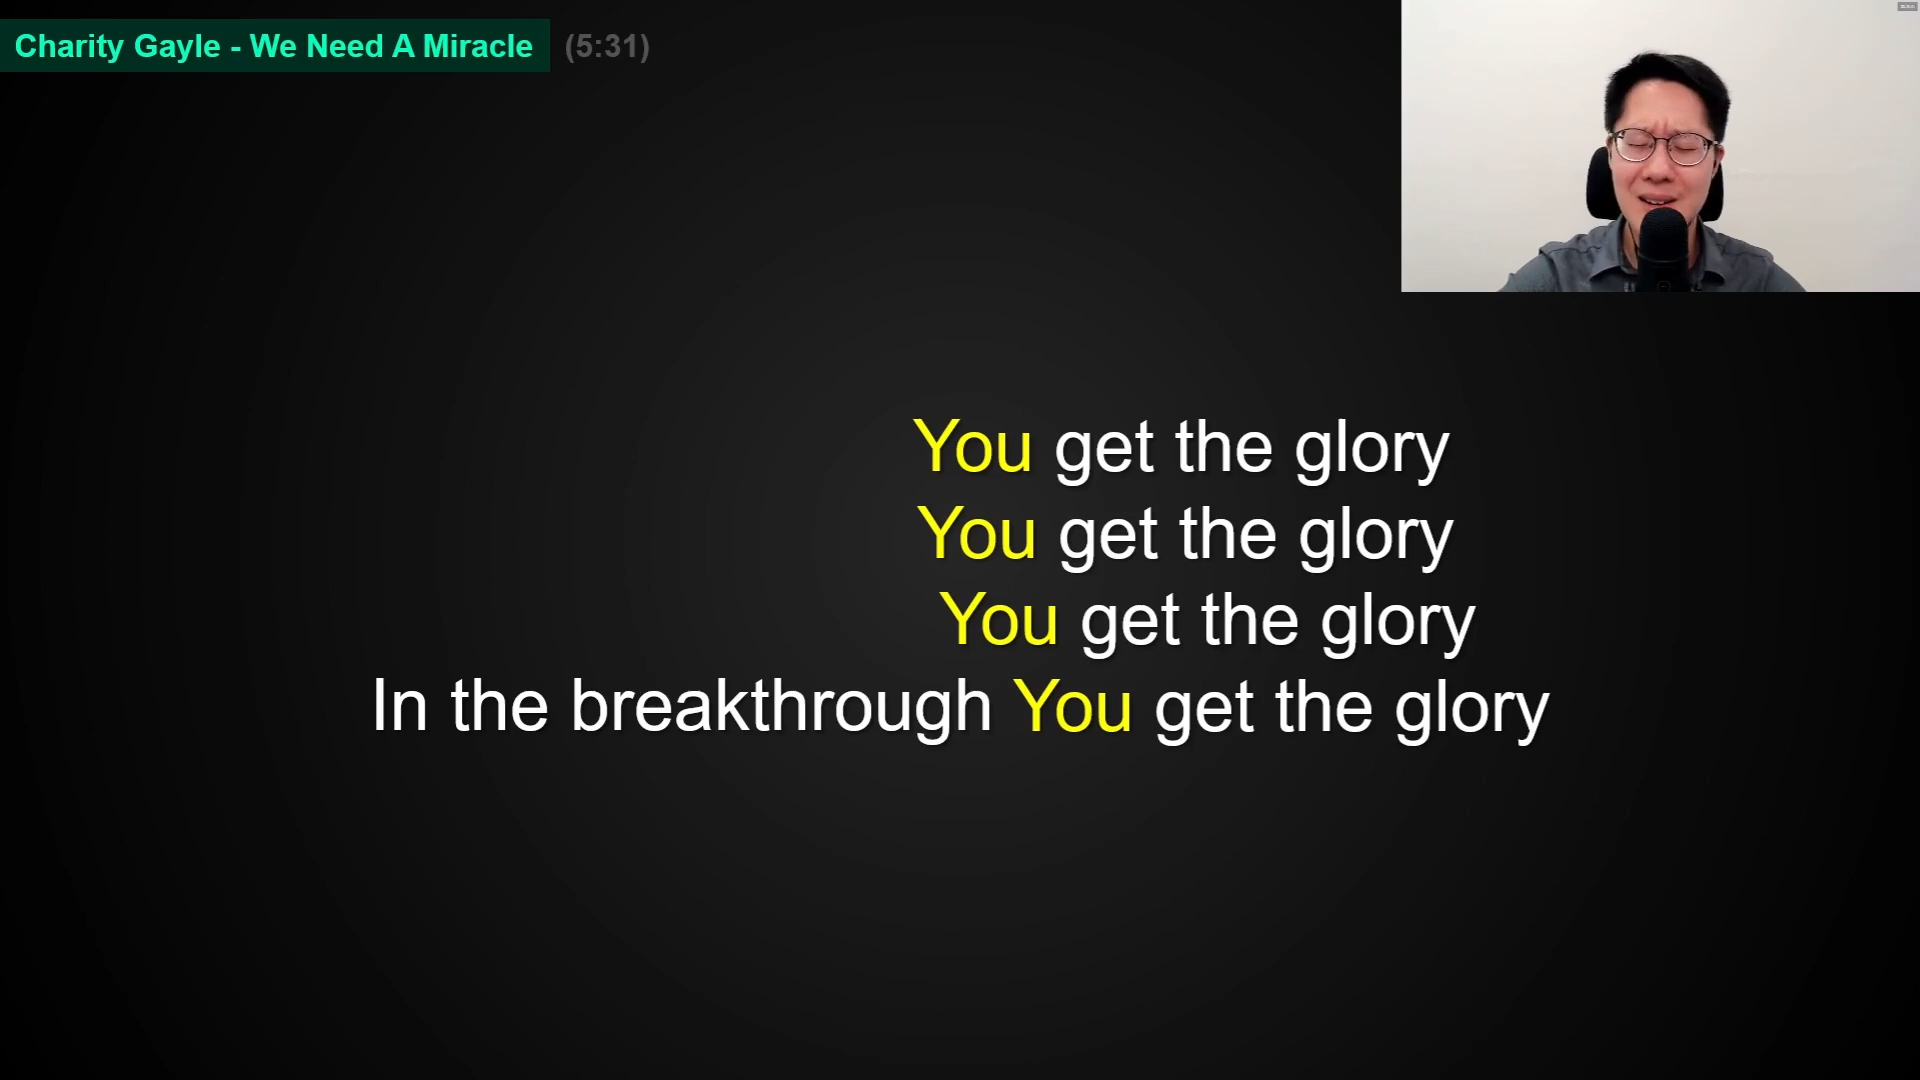 Charity Gayle - We Need A Miracle (5:31)
You get the glory
You get the glory
You get the glory
In the breakthrough You get the glory